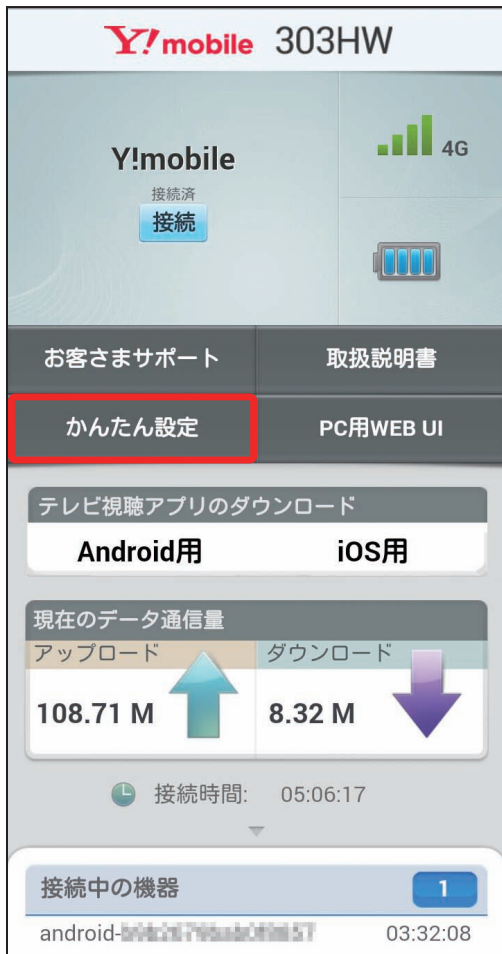 Y!mobile 303HW
Y!mobile
4G
接続済
接続
お客さまサポート
取扱説明書
かんたん設定
PC用WEB UI
テレビ視聴アプリのダウンロード
Android用
iOS用
現在のデータ通信量
アップロード
ダウンロード
108.71 M
8.32 M
接続時間: 05:06:17
接続中の機器
1
android-
03:32:08